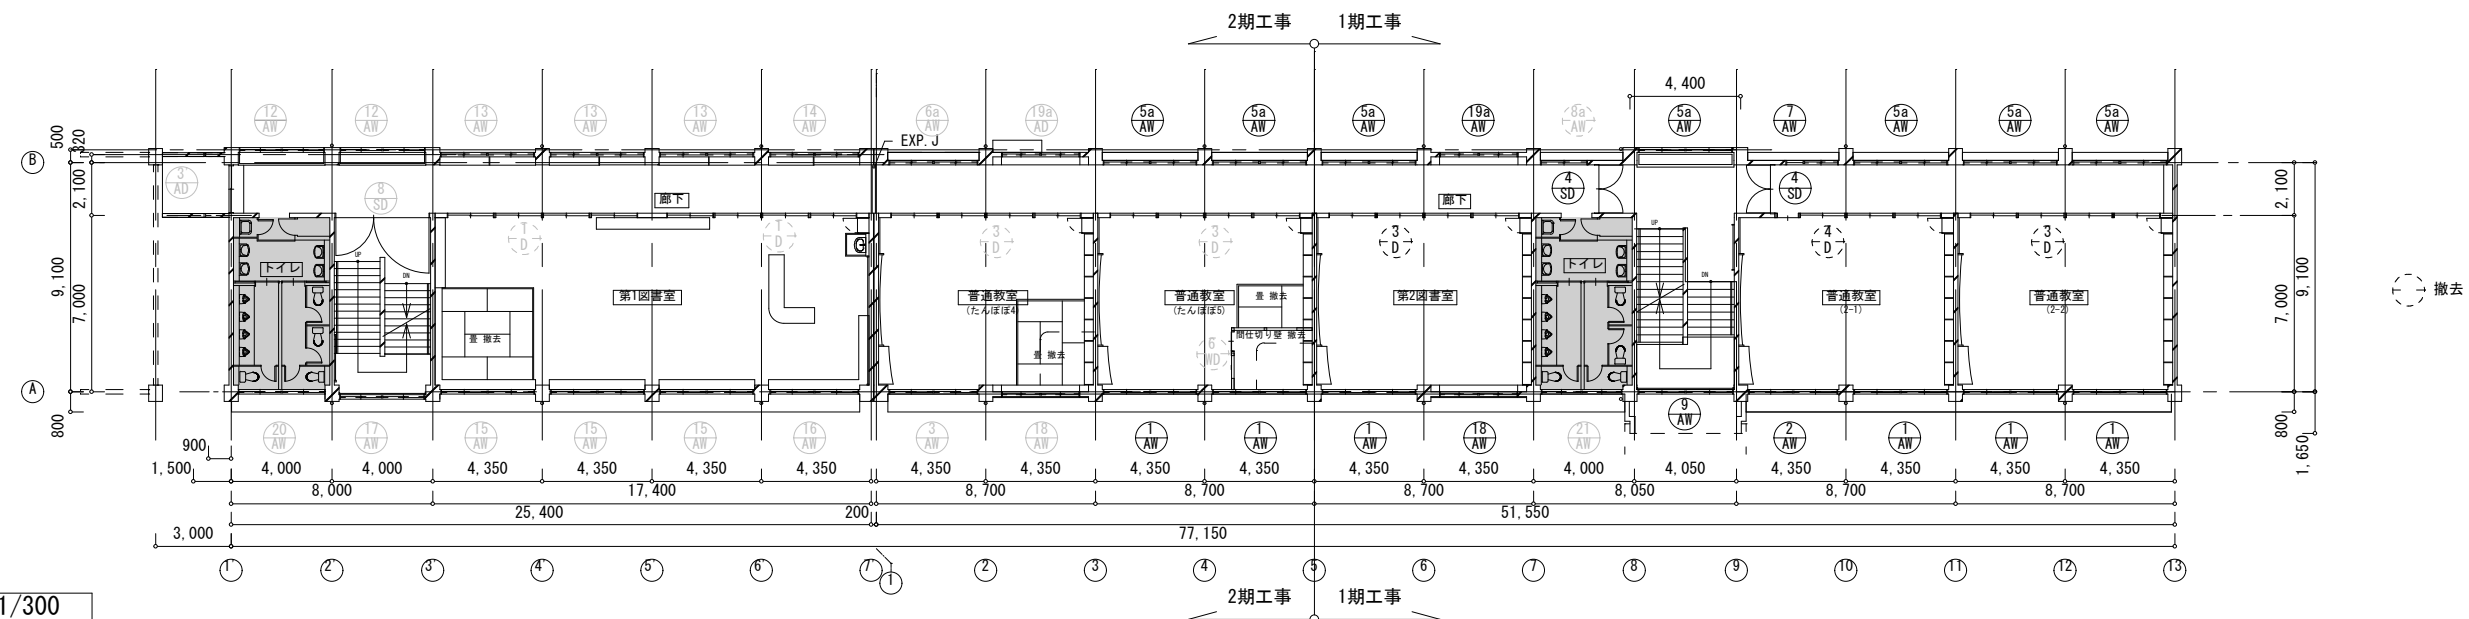 2期工事 1期工事
4,400
12 AW 12 AW 13 AW 13 AW 13 AW 14 AW 6a AW 19a AD 5a AW 5a AW 5a AW 19a AW 8a AW 5a AW 7 AW 5a AW 5a AW 5a AW
EXP.J
500 320
B
3 AD 8 SD 4 SD 4 SD
2,100 2,100
廊下 廊下
T D T D 3 D 3 D 3 D 4 D 3 D
UP UP
トイレ トイレ
DN DN
9,100 9,100
7,000 7,000
撤去
第1図書室 普通教室 普通教室 第2図書室 普通教室 普通教室
(たんぽぽ4) (たんぽぽ5) (2-1) (2-2)
畳 撤去
間仕切り壁 撤去
畳 撤去 畳 撤去
6 WD
A
800 800
1,650
9 AW
20 AW 17 AW 15 AW 15 AW 15 AW 16 AW 3 AW 18 AW 1 AW 1 AW 1 AW 18 AW 21 AW 2 AW 1 AW 1 AW 1 AW
900
1,500 4,000 4,000 4,350 4,350 4,350 4,350 4,350 4,350 4,350 4,350 4,350 4,350 4,000 4,050 4,350 4,350 4,350 4,350
8,000 17,400 8,700 8,700 8,700 8,050 8,700 8,700
25,400 200 51,550
3,000 77,150
1' 2' 3' 4' 5' 6' 7' 1 2 3 4 5 6 7 8 9 10 11 12 13
2期工事 1期工事
1/300